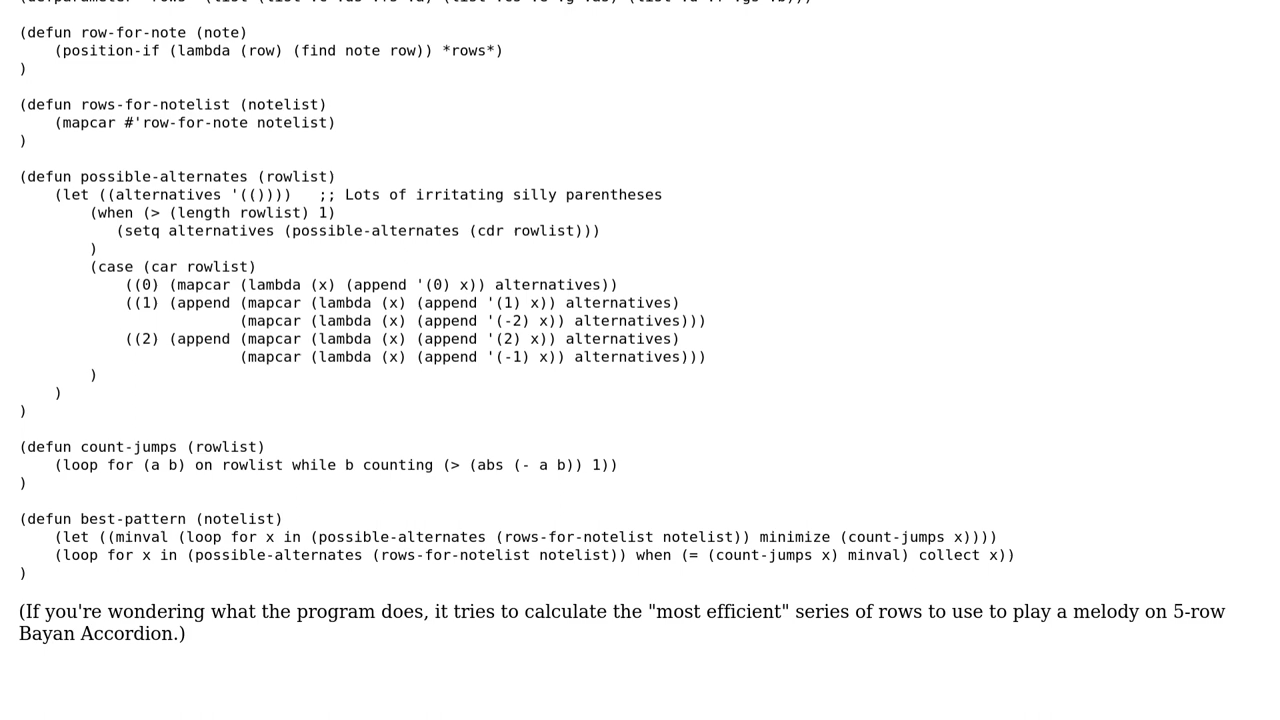 (defun row-for-note (note)
    (position-if (lambda (row) (find note row)) *rows*)
)
(defun rows-for-notelist (notelist)
    (mapcar #'row-for-note notelist)
)
(defun possible-alternates (rowlist)
    (let ((alternatives '(())))   ;; Lots of irritating silly parentheses
        (when (> (length rowlist) 1)
           (setq alternatives (possible-alternates (cdr rowlist)))
        )
        (case (car rowlist)
            ((0) (mapcar (lambda (x) (append '(0) x)) alternatives))
            ((1) (append (mapcar (lambda (x) (append '(1) x)) alternatives)
                         (mapcar (lambda (x) (append '(-2) x)) alternatives)))
            ((2) (append (mapcar (lambda (x) (append '(2) x)) alternatives)
                         (mapcar (lambda (x) (append '(-1) x)) alternatives)))
        )
    )
)
(defun count-jumps (rowlist)
    (loop for (a b) on rowlist while b counting (> (abs (- a b)) 1))
)
(defun best-pattern (notelist)
    (let ((minval (loop for x in (possible-alternates (rows-for-notelist notelist)) minimize (count-jumps x))))
    (loop for x in (possible-alternates (rows-for-notelist notelist)) when (= (count-jumps x) minval) collect x))
)
(If you're wondering what the program does, it tries to calculate the "most efficient" series of rows to use to play a melody on 5-row
Bayan Accordion.)